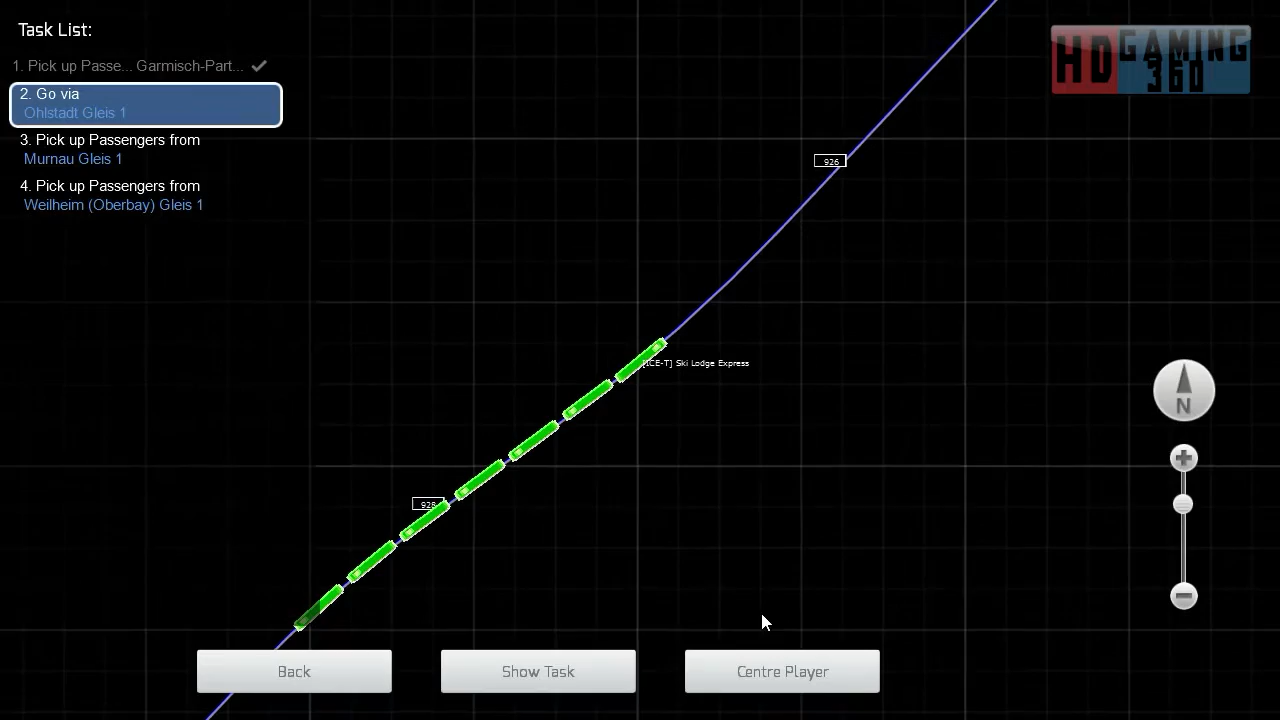 Task List:
1. Pick up Passe... Garmisch-Part...
2. Go via
Ohlstadt Gleis 1
3. Pick up Passengers from
Murnau Gleis 1
4. Pick up Passengers from
Weilheim (Oberbay) Gleis 1
HD GAMING
360
926
[ICE-T] Ski Lodge Express
928
N
Back
Show Task
Centre Player